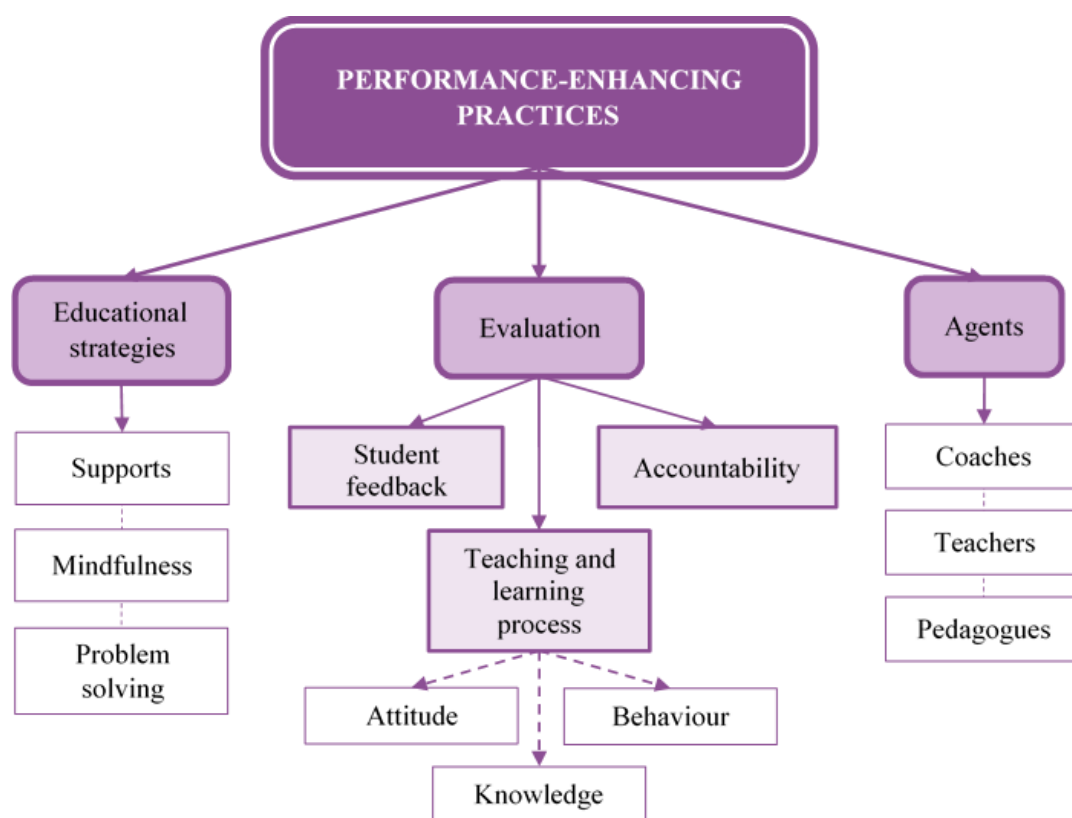 PERFORMANCE-ENHANCING
PRACTICES
Educational
strategies
Evaluation
Agents
Supports
Mindfulness
Problem
solving
Student
feedback
Accountability
Teaching and
learning
process
Attitude
Behaviour
Knowledge
Coaches
Teachers
Pedagogues